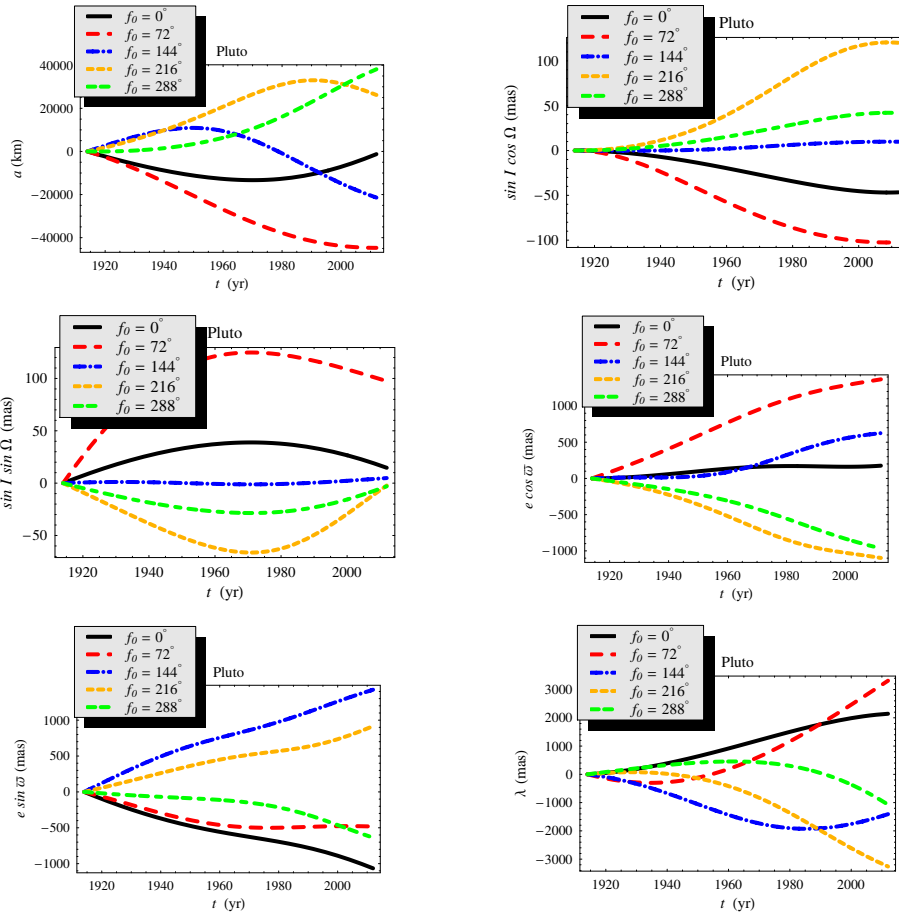 f0 = 0°
f0 = 72°
f0 = 144°
f0 = 216°
f0 = 288°
Pluto
40000
20000
0
−20000
−40000
a (km)
1920 1940 1960 1980 2000
t (yr)
f0 = 0°
f0 = 72°
f0 = 144°
f0 = 216°
f0 = 288°
Pluto
100
50
0
−50
−100
sin I cos Ω (mas)
1920 1940 1960 1980 2000
t (yr)
f0 = 0°
f0 = 72°
f0 = 144°
f0 = 216°
f0 = 288°
Pluto
100
50
0
−50
sin I sin Ω (mas)
1920 1940 1960 1980 2000
t (yr)
f0 = 0°
f0 = 72°
f0 = 144°
f0 = 216°
f0 = 288°
Pluto
1000
500
0
−500
−1000
e cos ϖ (mas)
1920 1940 1960 1980 2000
t (yr)
f0 = 0°
f0 = 72°
f0 = 144°
f0 = 216°
f0 = 288°
Pluto
1000
500
0
−500
−1000
e sin ϖ (mas)
1920 1940 1960 1980 2000
t (yr)
f0 = 0°
f0 = 72°
f0 = 144°
f0 = 216°
f0 = 288°
Pluto
3000
2000
1000
0
−1000
−2000
−3000
λ (mas)
1920 1940 1960 1980 2000
t (yr)